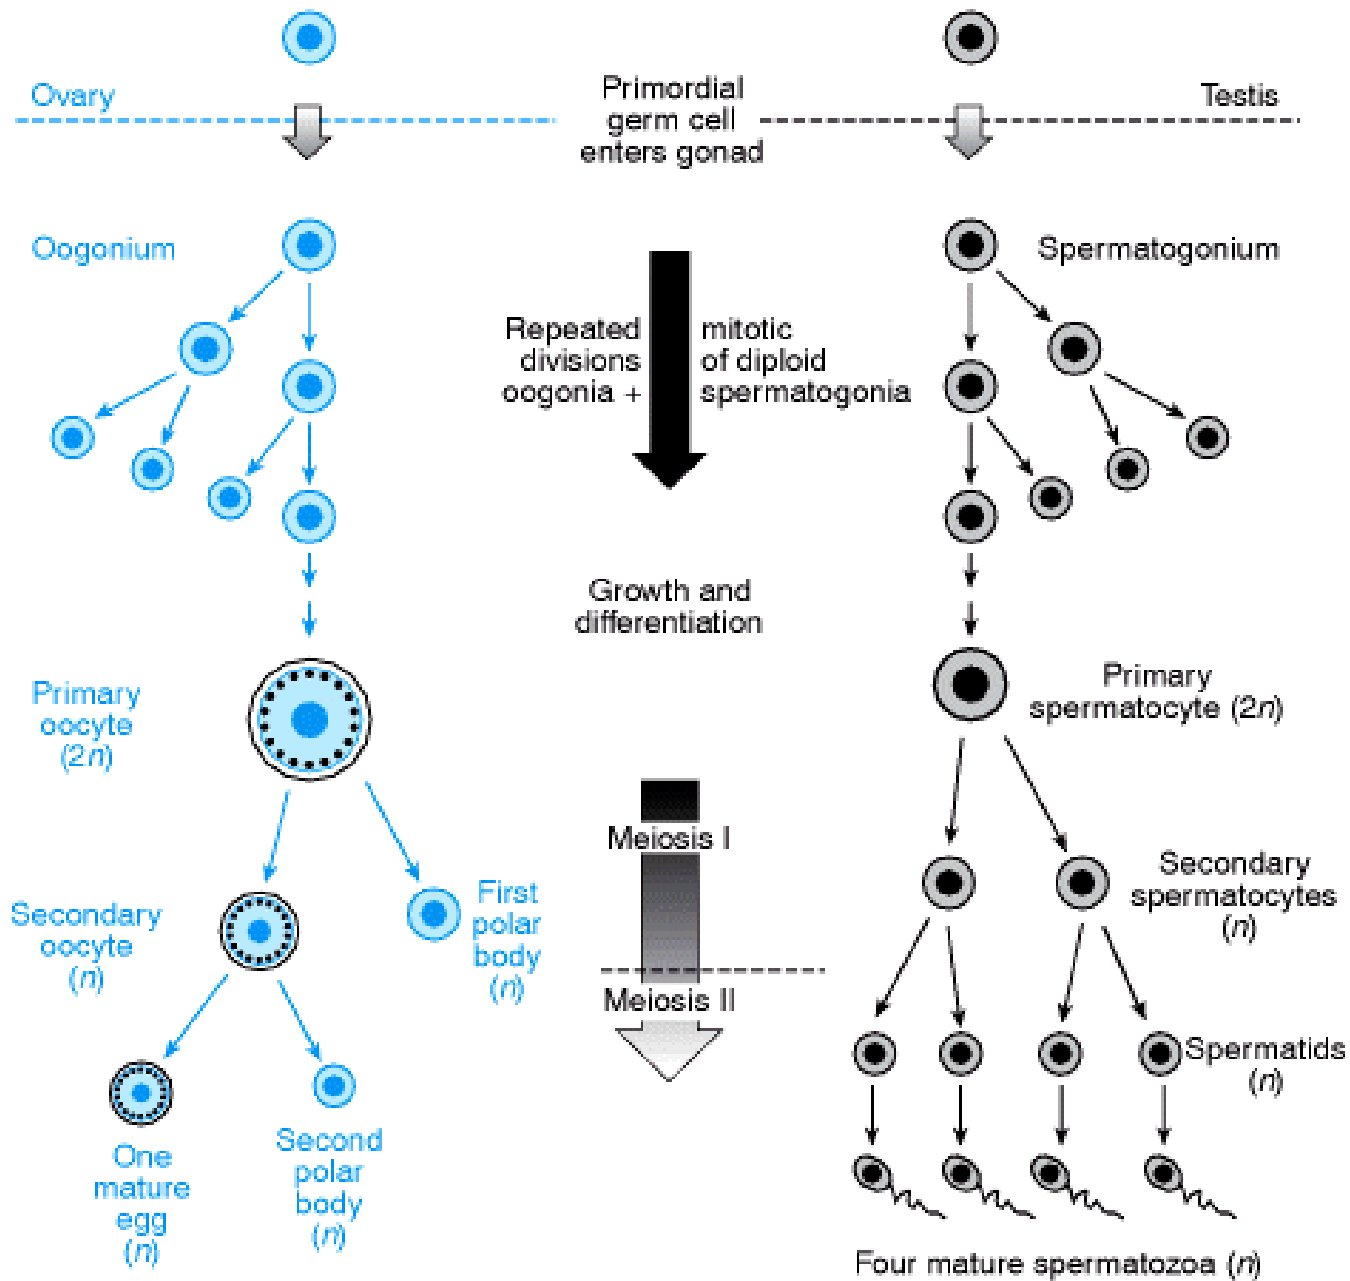 Ovary
Primordial
germ cell
enters gonad
Testis
Oogonium
Spermatogonium
Repeated mitotic
divisions of diploid
oogonia + spermatogonia
Growth and
differentiation
Primary
oocyte
(2n)
Primary
spermatocyte (2n)
Meiosis I
Secondary
oocyte
(n)
First
polar
body
(n)
Secondary
spermatocytes
(n)
Meiosis II
Spermatids
(n)
One
mature
egg
(n)
Second
polar
body
(n)
Four mature spermatozoa (n)